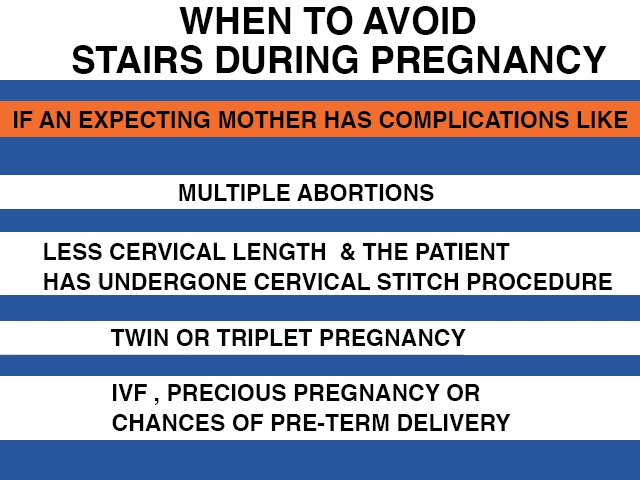 WHEN TO AVOID
STAIRS DURING PREGNANCY
IF AN EXPECTING MOTHER HAS COMPLICATIONS LIKE
MULTIPLE ABORTIONS
LESS CERVICAL LENGTH & THE PATIENT
HAS UNDERGONE CERVICAL STITCH PROCEDURE
TWIN OR TRIPLET PREGNANCY
IVF , PRECIOUS PREGNANCY OR
CHANCES OF PRE-TERM DELIVERY